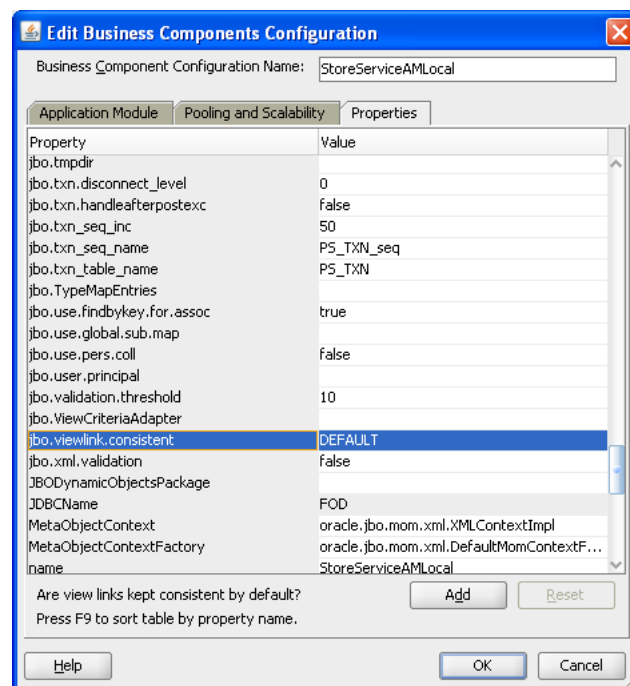 Edit Business Components Configuration
Business Component Configuration Name: StoreServiceAMLocal
Application Module Pooling and Scalability Properties
Property Value
jbo.tmpdir
jbo.txn.disconnect_level 0
jbo.txn.handleafterpostexc false
jbo.txn_seq_inc 50
jbo.txn_seq_name PS_TXN_seq
jbo.txn_table_name PS_TXN
jbo.TypeMapEntries
jbo.use.findbykey.for.assoc true
jbo.use.global.sub.map
jbo.use.pers.coll false
jbo.user.principal
jbo.validation.threshold 10
jbo.ViewCriteriaAdapter
jbo.viewlink.consistent DEFAULT
jbo.xml.validation false
JBODynamicObjectsPackage
JDBCName FOD
MetaObjectContext oracle.jbo.mom.xml.XMLContextImpl
MetaObjectContextFactory oracle.jbo.mom.xml.DefaultMomContextF...
name StoreServiceAMLocal
Are view links kept consistent by default? Add Reset
Press F9 to sort table by property name.
Help OK Cancel